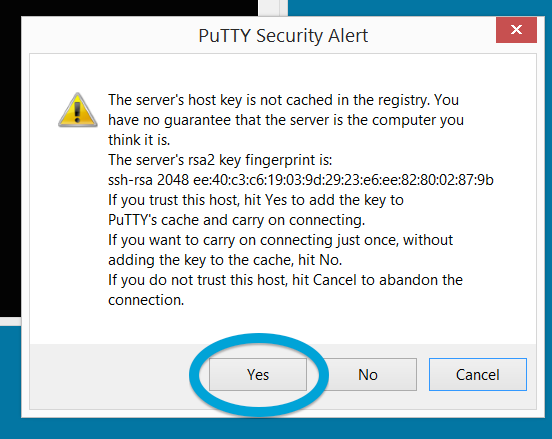 PuTTY Security Alert
The server's host key is not cached in the registry. You
have no guarantee that the server is the computer you
think it is.
The server's rsa2 key fingerprint is:
ssh-rsa 2048 ee:40:c3:c6:19:03:9d:29:23:e6:ee:82:80:02:87:9b
If you trust this host, hit Yes to add the key to
PuTTY's cache and carry on connecting.
If you want to carry on connecting just once, without
adding the key to the cache, hit No.
If you do not trust this host, hit Cancel to abandon the
connection.
Yes No Cancel